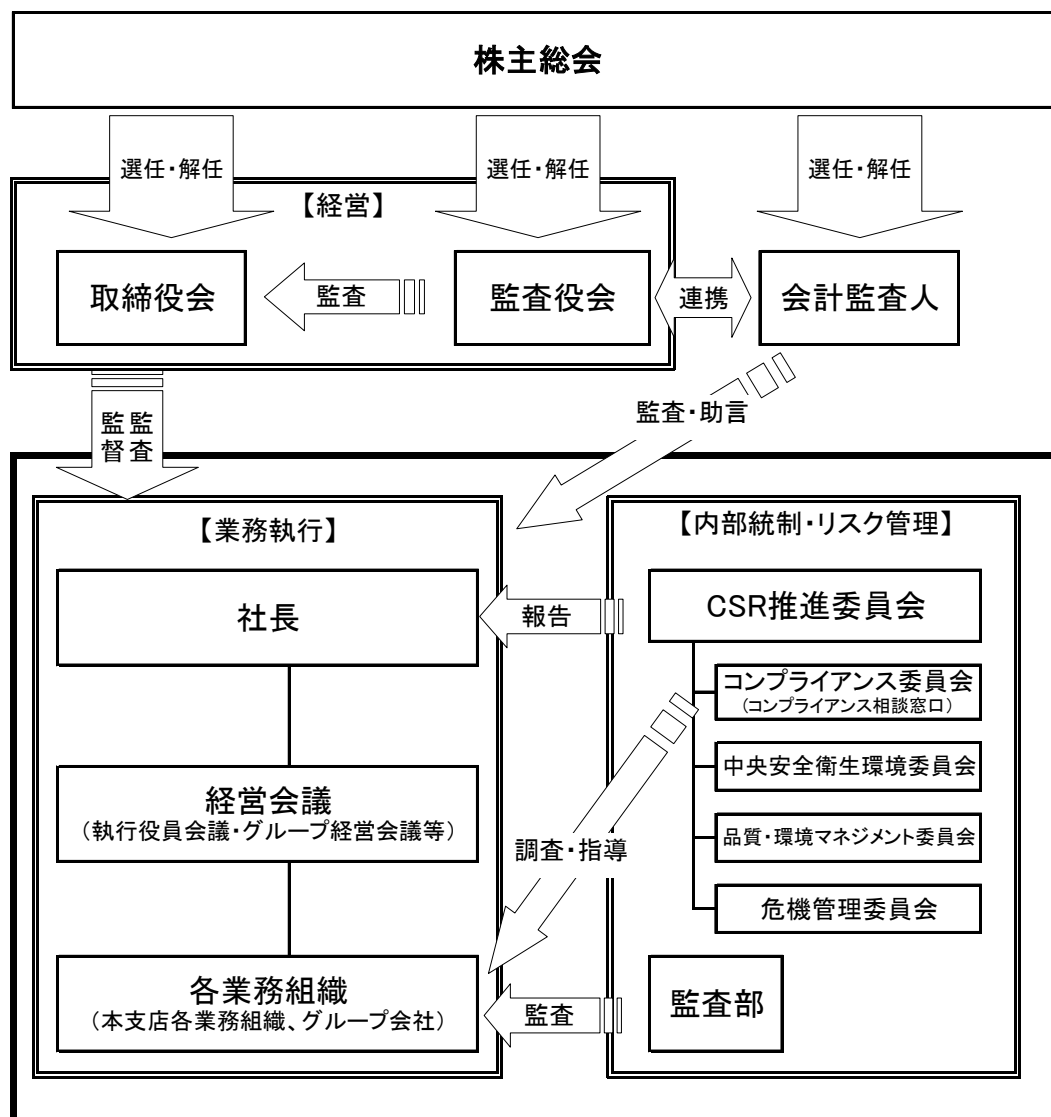 株主総会
選任・解任
選任・解任
選任・解任
【経営】
取締役会
監査
監査役会
連携
会計監査人
監査・助言
監督
監査
【業務執行】
【内部統制・リスク管理】
社長
報告
CSR推進委員会
コンプライアンス委員会
(コンプライアンス相談窓口)
中央安全衛生環境委員会
経営会議
(執行役員会議・グループ経営会議等)
調査・指導
品質・環境マネジメント委員会
危機管理委員会
各業務組織
(本支店各業務組織、グループ会社)
監査
監査部